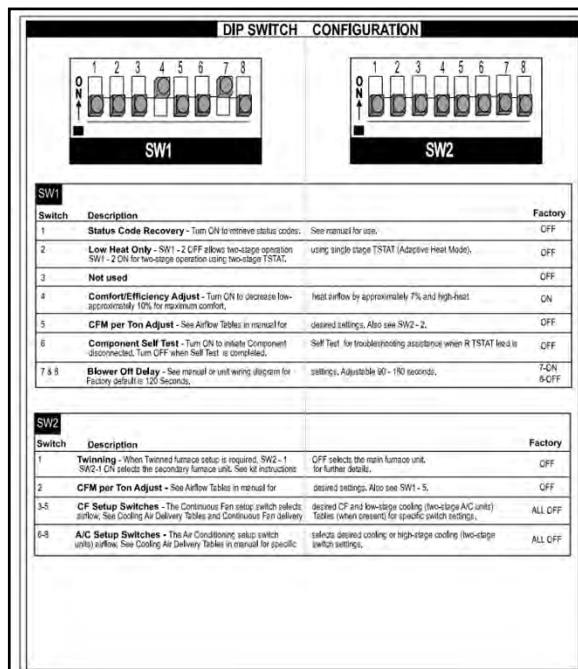 DIP SWITCH CONFIGURATION
1 2 3 4 5 6 7 8
ON
SW1
1 2 3 4 5 6 7 8
ON
SW2
SW1
Switch Description Factory
1 Status Code Recovery - Turn ON to retrieve status codes. See manual for use. OFF
2 Low Heat Only - SW1 - 2 OFF allows two-stage operation using single stage TSTAT (Adaptive Heat Mode). OFF
SW1 - 2 ON for two-stage operation using two-stage TSTAT.
3 Not used OFF
4 Comfort/Efficiency Adjust - Turn ON to decrease low- heat airflow by approximately 7% and high-heat ON
approximately 10% for maximum comfort.
5 CFM per Ton Adjust - See Airflow Tables in manual for desired settings. Also see SW2 - 2. OFF
6 Component Self Test - Turn ON to initiate Component Self Test for troubleshooting assistance when R TSTAT lead is OFF
disconnected. Turn OFF when Self Test is completed.
7 & 8 Blower Off Delay - See manual or unit wiring diagram for settings. Adjustable 90 - 180 seconds. 7-ON
Factory default is 120 Seconds. 8-OFF
SW2
Switch Description Factory
1 Twinning - When Twinned furnace setup is required, SW2 - 1 OFF selects the main furnace unit. OFF
SW2-1 ON selects the secondary furnace unit. See kit instructions for further details.
2 CFM per Ton Adjust - See Airflow Tables in manual for desired settings. Also see SW1 - 5. OFF
3-5 CF Setup Switches - The Continuous Fan setup switch selects desired CF and low-stage cooling (two-stage A/C units) ALL OFF
airflow. See Cooling Air Delivery Tables and Continuous Fan delivery Tables (when present) for specific switch settings.
6-8 A/C Setup Switches - The Air Conditioning setup switch selects desired cooling or high-stage cooling (two-stage ALL OFF
units) airflow. See Cooling Air Delivery Tables in manual for specific switch settings.